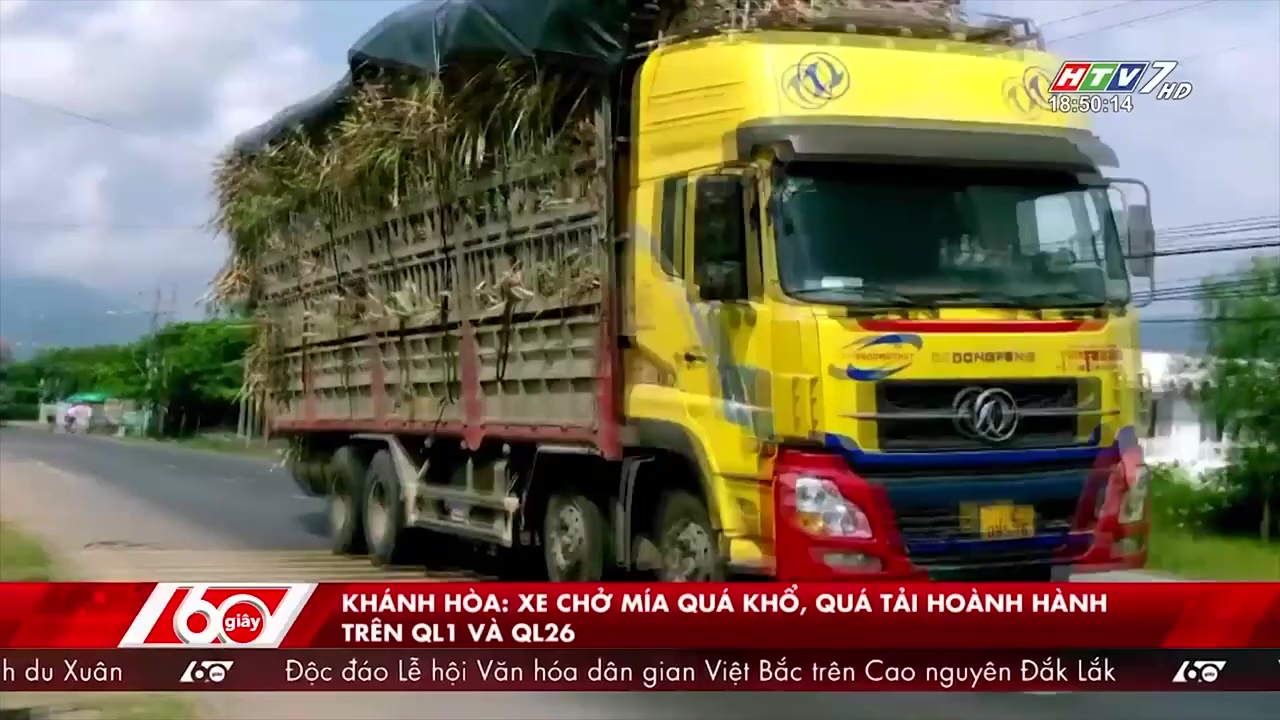 HTV7 HD
18:50:14
DONGFENG
60 giây
KHÁNH HÒA: XE CHỞ MÍA QUÁ KHỔ, QUÁ TẢI HOÀNH HÀNH
TRÊN QL1 VÀ QL26
h du Xuân 60 Độc đáo Lễ hội Văn hóa dân gian Việt Bắc trên Cao nguyên Đắk Lắk 60